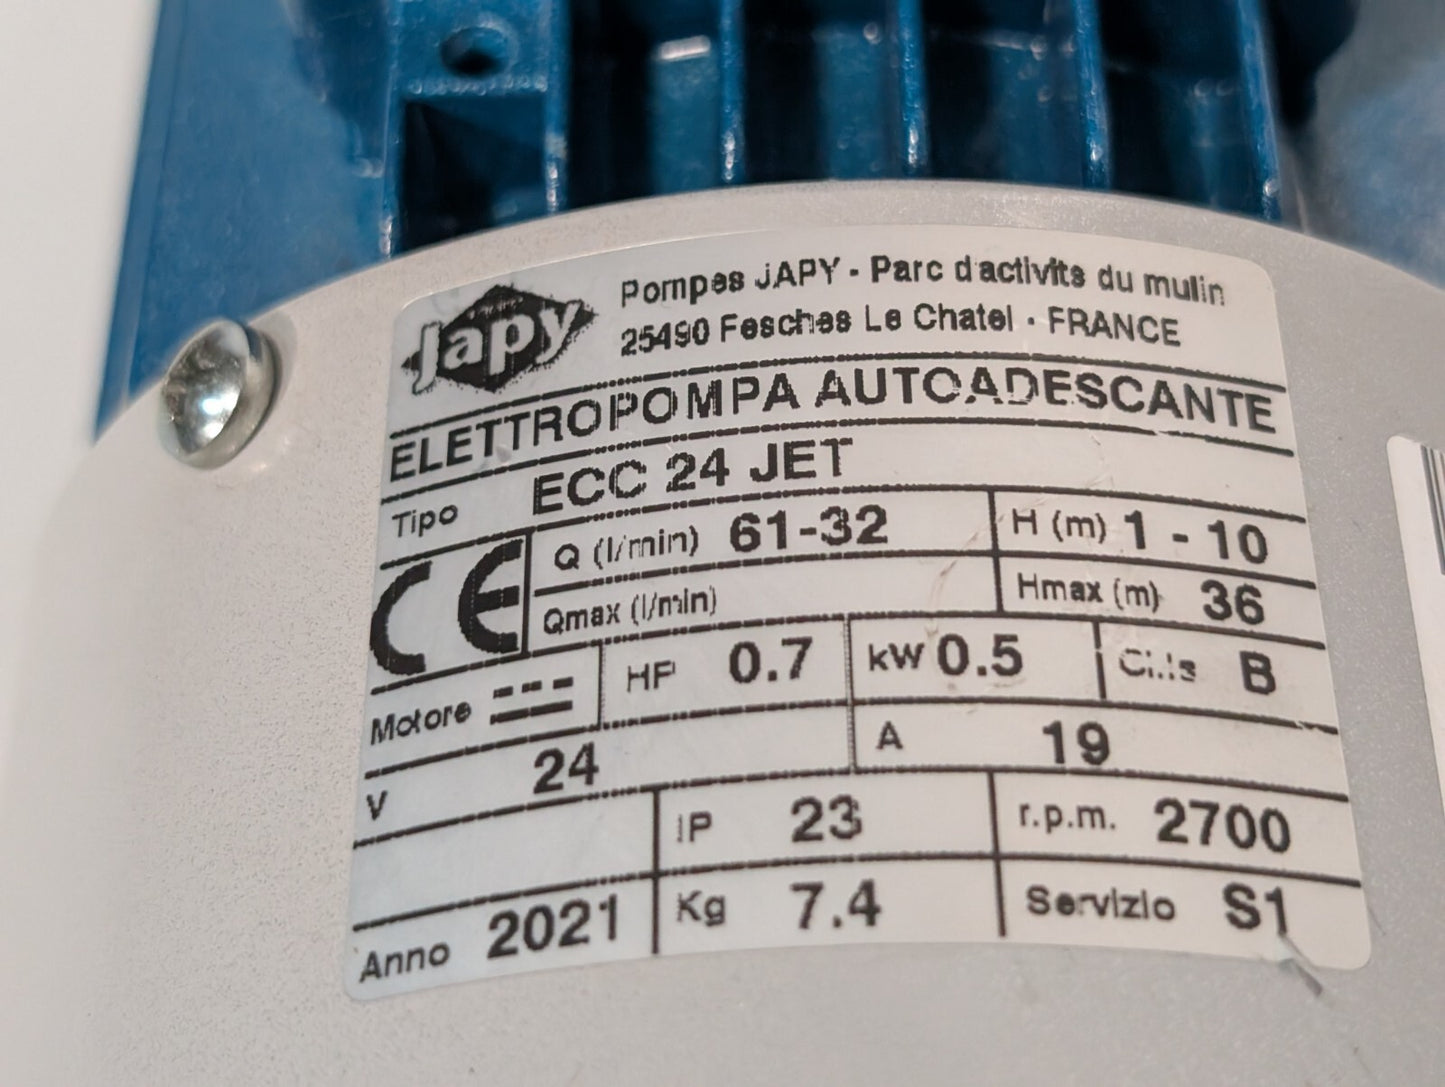 Japy
Pompes JAPY - Parc d'activits du mulin
25490 Fesches Le Chatel - FRANCE
ELETTROPOMPA AUTOADESCANTE
Tipo ECC 24 JET
CE Q (l/min) 61-32 H (m) 1 - 10
Qmax (l/min) Hmax (m) 36
Motore HP 0.7 kW 0.5 B
V 24 A 19
IP 23 r.p.m. 2700
Anno 2021 Kg 7.4 Servizio S1